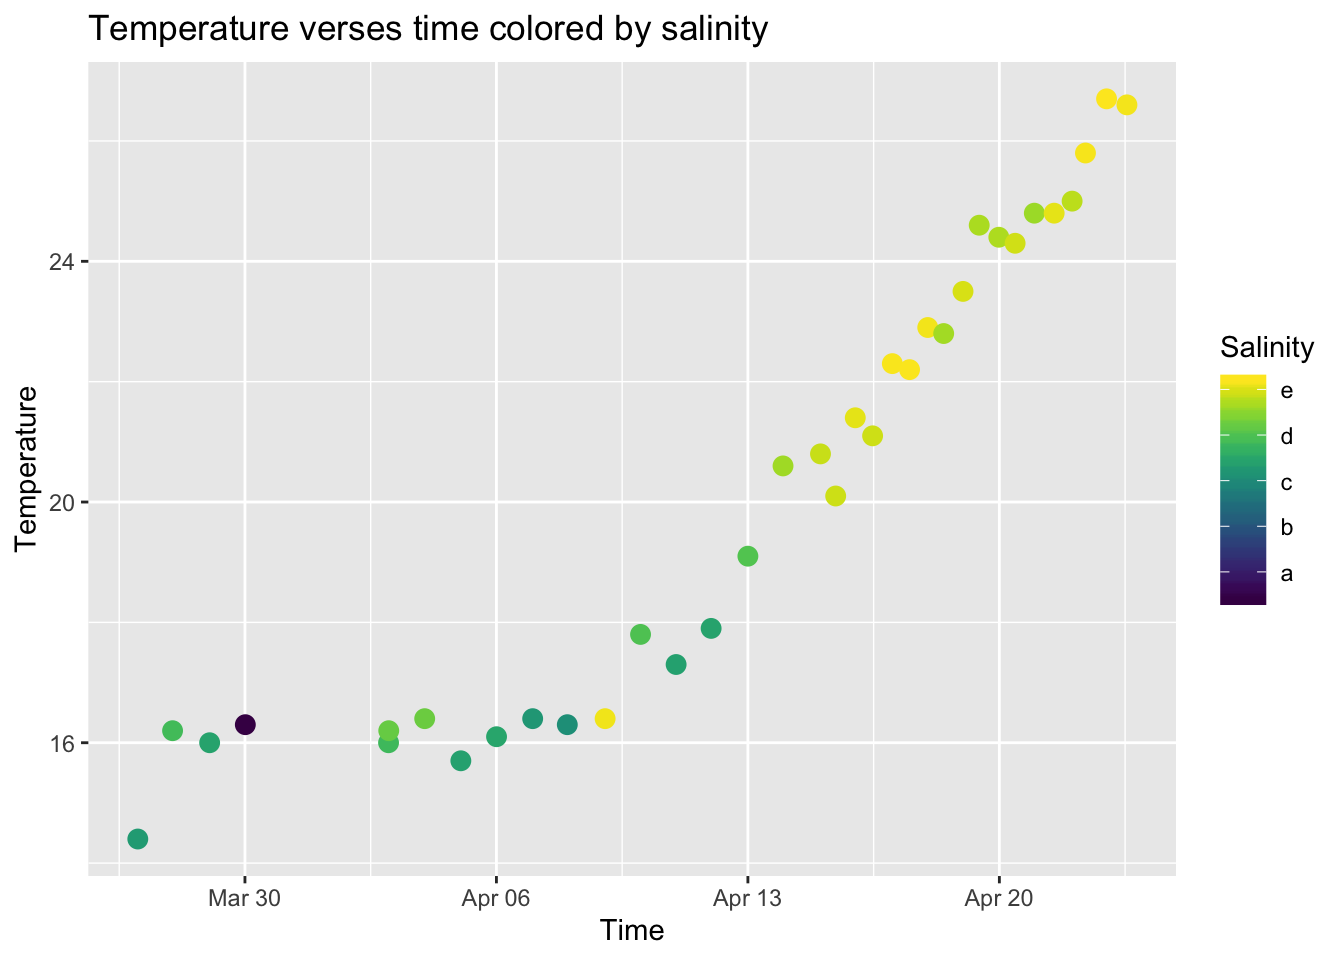 Temperature verses time colored by salinity
Temperature
24
20
16
Mar 30
Apr 06
Apr 13
Apr 20
Time
Salinity
e
d
c
b
a